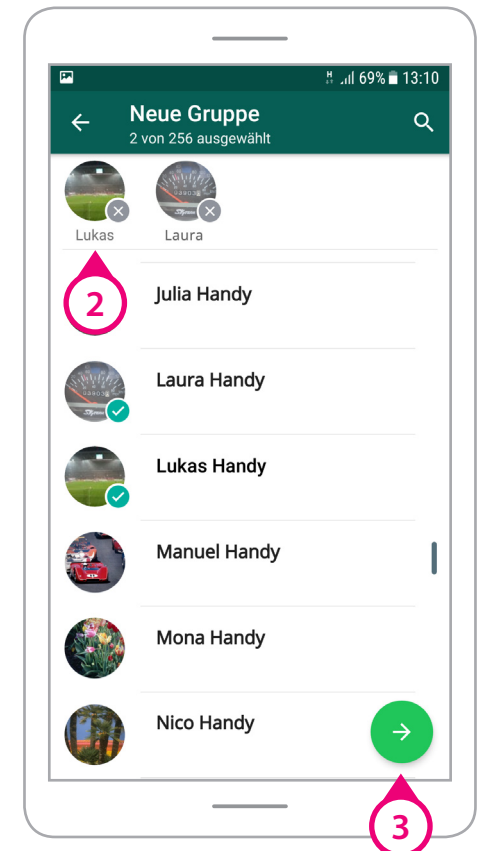 H 69% 13:10
Neue Gruppe
2 von 256 ausgewählt
Lukas Laura
2
Julia Handy
Laura Handy
Lukas Handy
Manuel Handy
Mona Handy
Nico Handy
3